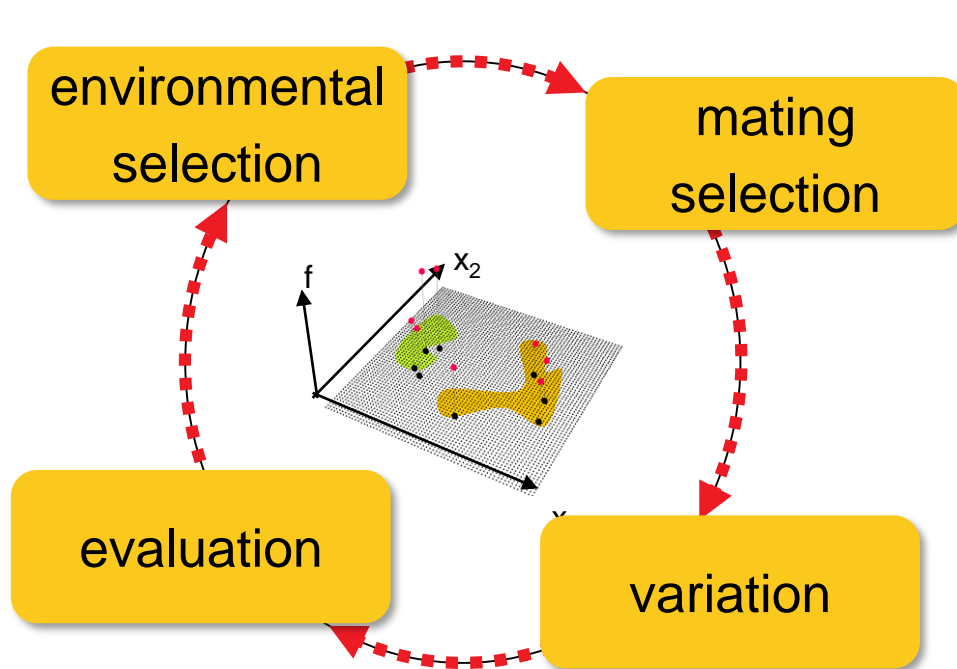 environmental
selection
mating
selection
f
x2
x
evaluation
variation